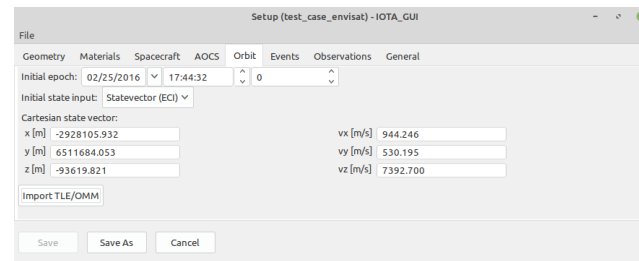 Setup (test_case_envisat) - IOTA_GUI
File
Geometry Materials Spacecraft AOCS Orbit Events Observations General
Initial epoch: 02/25/2016 17:44:32 0
Initial state input: Statevector (ECI)
Cartesian state vector:
x [m] -2928105.932 vx [m/s] 944.246
y [m] 6511684.053 vy [m/s] 530.195
z [m] -93619.821 vz [m/s] 7392.700
Import TLE/OMM
Save Save As Cancel